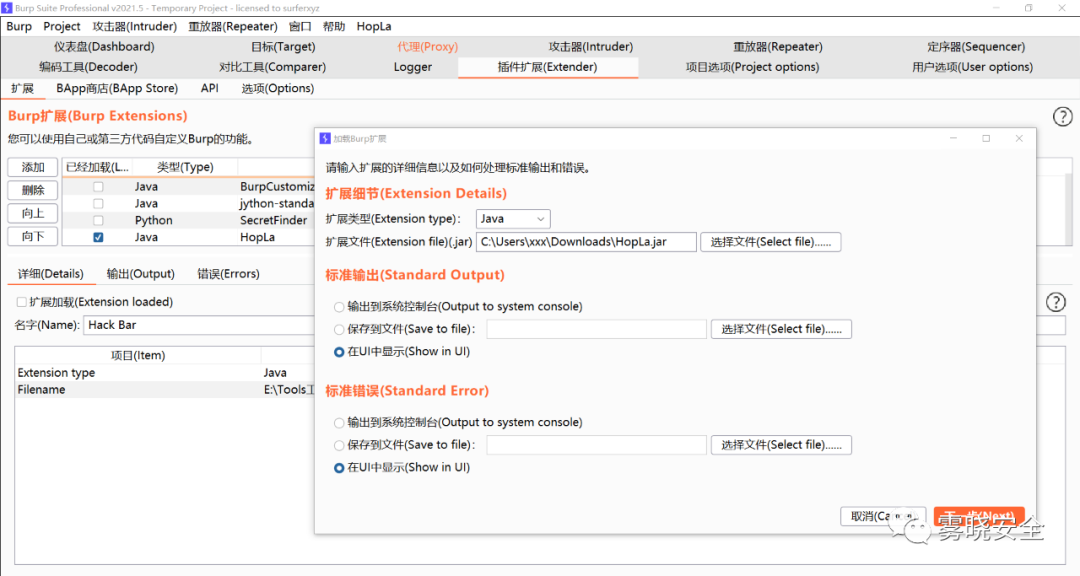 Burp Suite Professional v2021.5 - Temporary Project - licensed to surferxyz
Burp Project 攻击器(Intruder) 重放器(Repeater) 窗口 帮助 HopLa
仪表盘(Dashboard) 目标(Target) 代理(Proxy) 攻击器(Intruder) 重放器(Repeater) 定序器(Sequencer)
编码工具(Decoder) 对比工具(Comparer) Logger 插件扩展(Extender) 项目选项(Project options) 用户选项(User options)
扩展 BApp商店(BApp Store) API 选项(Options)
Burp扩展(Burp Extensions)
您可以使用自己或第三方代码自定义Burp的功能。
添加 已经加载(L... 类型(Type)
删除 Java BurpCustomiz
Java jython-standa
向上 Python SecretFinder
向下 Java HopLa
详细(Details) 输出(Output) 错误(Errors)
扩展加载(Extension loaded)
名字(Name): Hack Bar
项目(Item)
Extension type Java
Filename E:\Tools工
加载Burp扩展
请输入扩展的详细信息以及如何处理标准输出和错误。
扩展细节(Extension Details)
扩展类型(Extension type)： Java
扩展文件(Extension file)(.jar) C:\Users\xxx\Downloads\HopLa.jar 选择文件(Select file)......
标准输出(Standard Output)
输出到系统控制台(Output to system console)
保存到文件(Save to file)： 选择文件(Select file)......
在UI中显示(Show in UI)
标准错误(Standard Error)
输出到系统控制台(Output to system console)
保存到文件(Save to file)： 选择文件(Select file)......
在UI中显示(Show in UI)
取消(Cancel) 下一步(Next)
雾晓安全